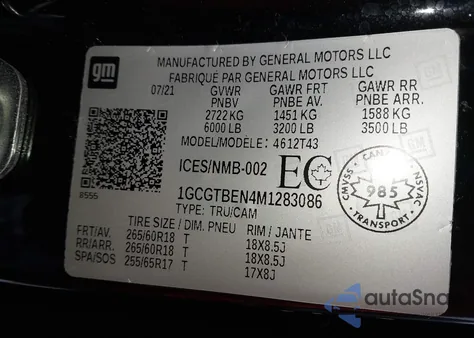 gm
MANUFACTURED BY GENERAL MOTORS LLC
FABRIQUÉ PAR GENERAL MOTORS LLC
07/21 GVWR GAWR FRT GAWR RR
PNBV PNBE AV. PNBE ARR.
2722 KG 1451 KG 1588 KG
6000 LB 3200 LB 3500 LB
MODEL/MODÈLE: 4612T43
ICES/NMB-002 EC
1GCGTBEN4M1283086
TYPE: TRU/CAM
8555
CANADA
CMVSS NSVAC
985
TRANSPORT
TIRE SIZE / DIM. PNEU RIM / JANTE
FRT/AV. 265/60R18 T 18X8.5J
RR/ARR. 265/60R18 T 18X8.5J
SPA/SOS 255/65R17 T 17X8J
autaSna